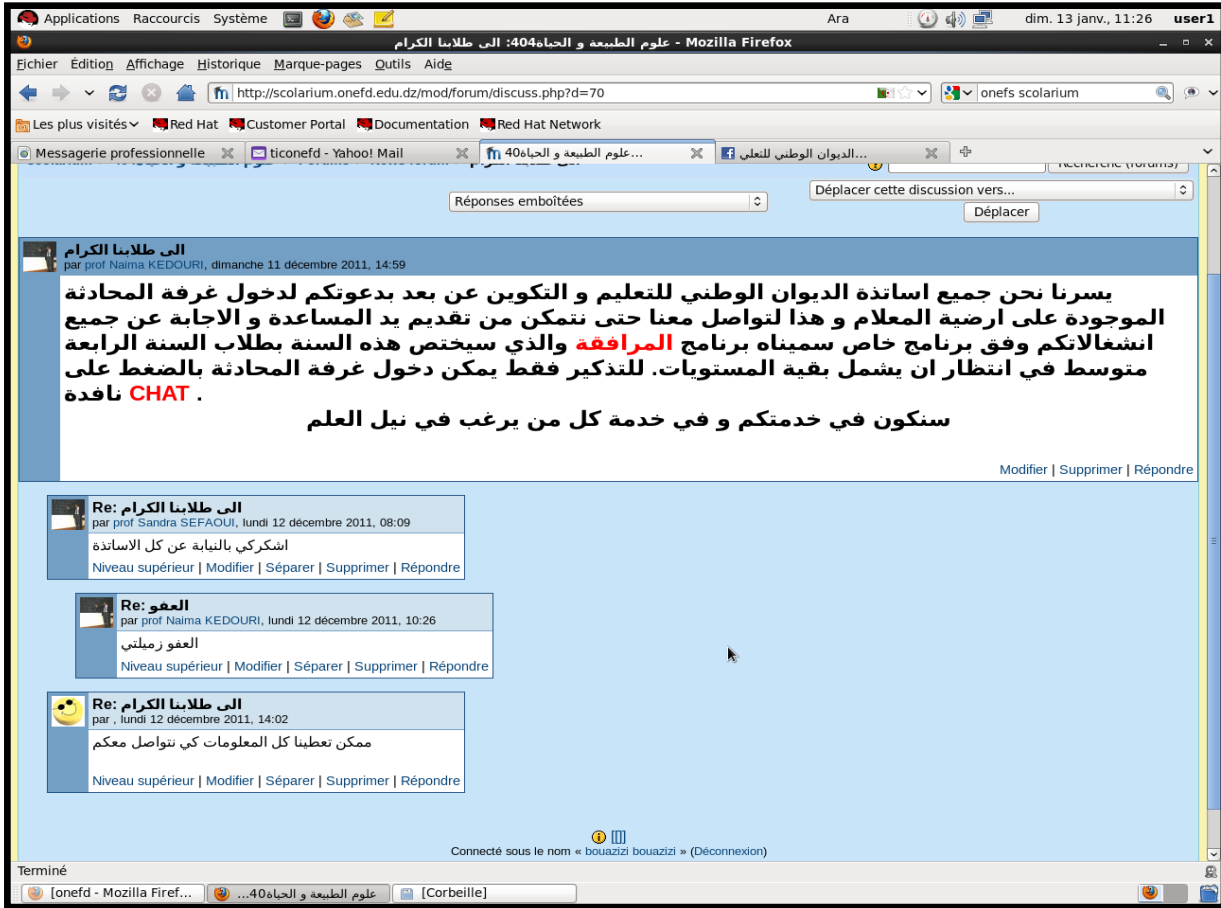 Applications Raccourcis Système Ara dim. 13 janv., 11:26 user1
علوم الطبيعة و الحياة404: الى طلابنا الكرام - Mozilla Firefox
Fichier Édition Affichage Historique Marque-pages Outils Aide
http://scolarium.onefd.edu.dz/mod/forum/discuss.php?d=70 onefs scolarium
Les plus visités Red Hat Customer Portal Documentation Red Hat Network
Messagerie professionnelle ticonefd - Yahoo! Mail علوم الطبيعة و الحياة40... الديوان الوطني للتعلي...
Recherche (forums)
Réponses emboîtées Déplacer cette discussion vers...
Déplacer
الى طلابنا الكرام
par prof Naima KEDOURI, dimanche 11 décembre 2011, 14:59
يسرنا نحن جميع اساتذة الديوان الوطني للتعليم و التكوين عن بعد بدعوتكم لدخول غرفة المحادثة
الموجودة على ارضية المعلام و هذا لتواصل معنا حتى نتمكن من تقديم يد المساعدة و الاجابة عن جميع
انشغالاتكم وفق برنامج خاص سميناه برنامج المرافقة والذي سيختص هذه السنة بطلاب السنة الرابعة
متوسط في انتظار ان يشمل بقية المستويات. للتذكير فقط يمكن دخول غرفة المحادثة بالضغط على
نافدة CHAT .
سنكون في خدمتكم و في خدمة كل من يرغب في نيل العلم
Modifier | Supprimer | Répondre
Re: الى طلابنا الكرام
par prof Sandra SEFAOUI, lundi 12 décembre 2011, 08:09
اشكركي بالنيابة عن كل الاساتذة
Niveau supérieur | Modifier | Séparer | Supprimer | Répondre
Re: العفو
par prof Naima KEDOURI, lundi 12 décembre 2011, 10:26
العفو زميلتي
Niveau supérieur | Modifier | Séparer | Supprimer | Répondre
Re: الى طلابنا الكرام
par , lundi 12 décembre 2011, 14:02
ممكن تعطينا كل المعلومات كي نتواصل معكم
Niveau supérieur | Modifier | Séparer | Supprimer | Répondre
[[]]
Connecté sous le nom « bouazizi bouazizi » (Déconnexion)
Terminé
[onefd - Mozilla Firef... علوم الطبيعة و الحياة40... [Corbeille]